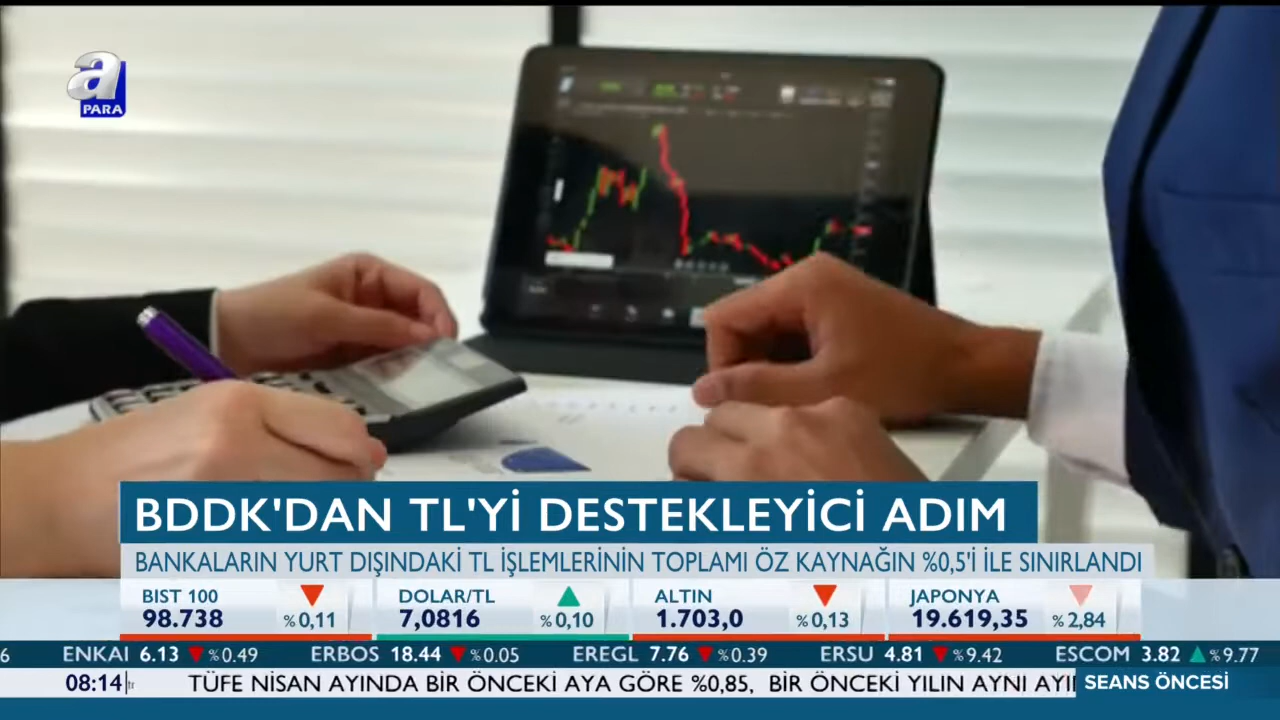 a
PARA
BDDK'DAN TL'Yİ DESTEKLEYİCİ ADIM
BANKALARIN YURT DIŞINDAKİ TL İŞLEMLERİNİN TOPLAMI ÖZ KAYNAĞIN %0,5'İ İLE SINIRLANDI
BIST 100 98.738 %0,11
DOLAR/TL 7,0816 %0,10
ALTIN 1.703,0 %0,13
JAPONYA 19.619,35 %2,84
6 ENKAI 6.13 %0.49 ERBOS 18.44 %0.05 EREGL 7.76 %0.39 ERSU 4.81 %9.42 ESCOM 3.82 %9.77
08:14 TÜFE NİSAN AYINDA BİR ÖNCEKİ AYA GÖRE %0,85, BİR ÖNCEKİ YILIN AYNI AYI
SEANS ÖNCESİ